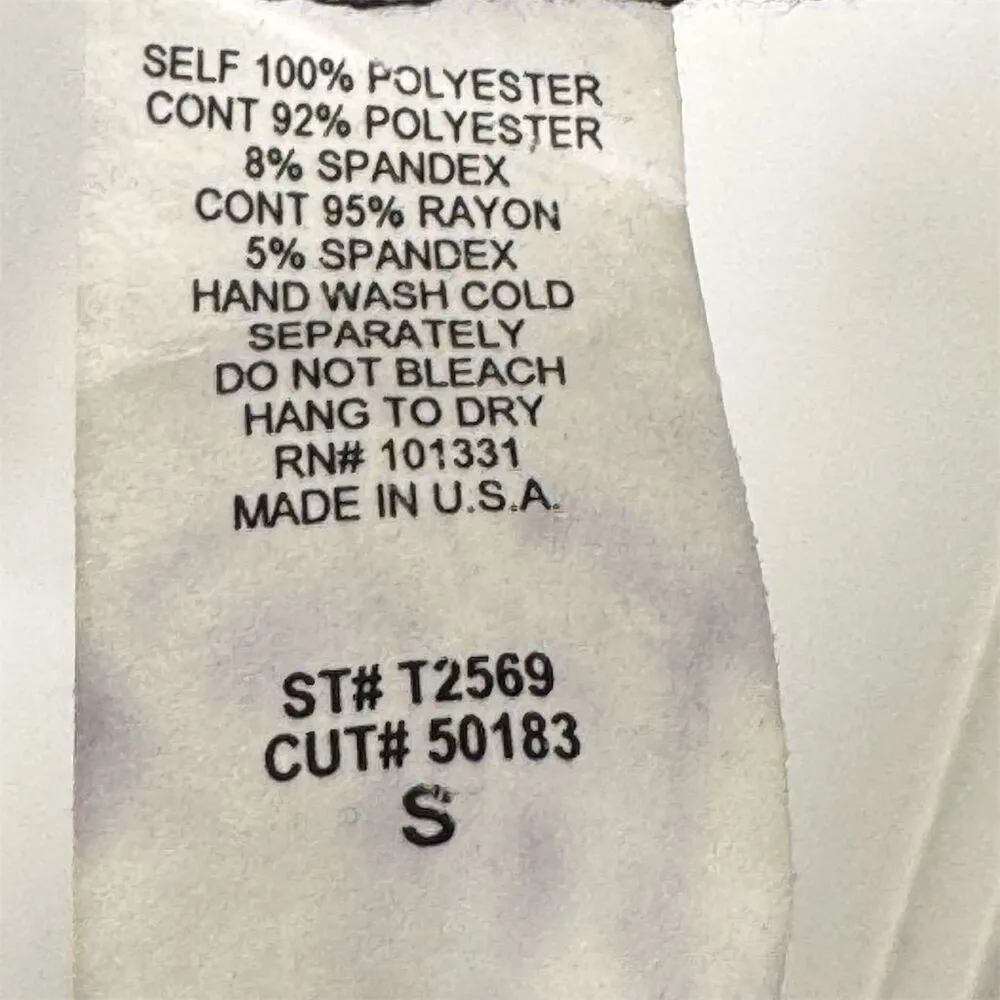 SELF 100% POLYESTER
CONT 92% POLYESTER
8% SPANDEX
CONT 95% RAYON
5% SPANDEX
HAND WASH COLD
SEPARATELY
DO NOT BLEACH
HANG TO DRY
RN# 101331
MADE IN U.S.A.
ST# T2569
CUT# 50183
S